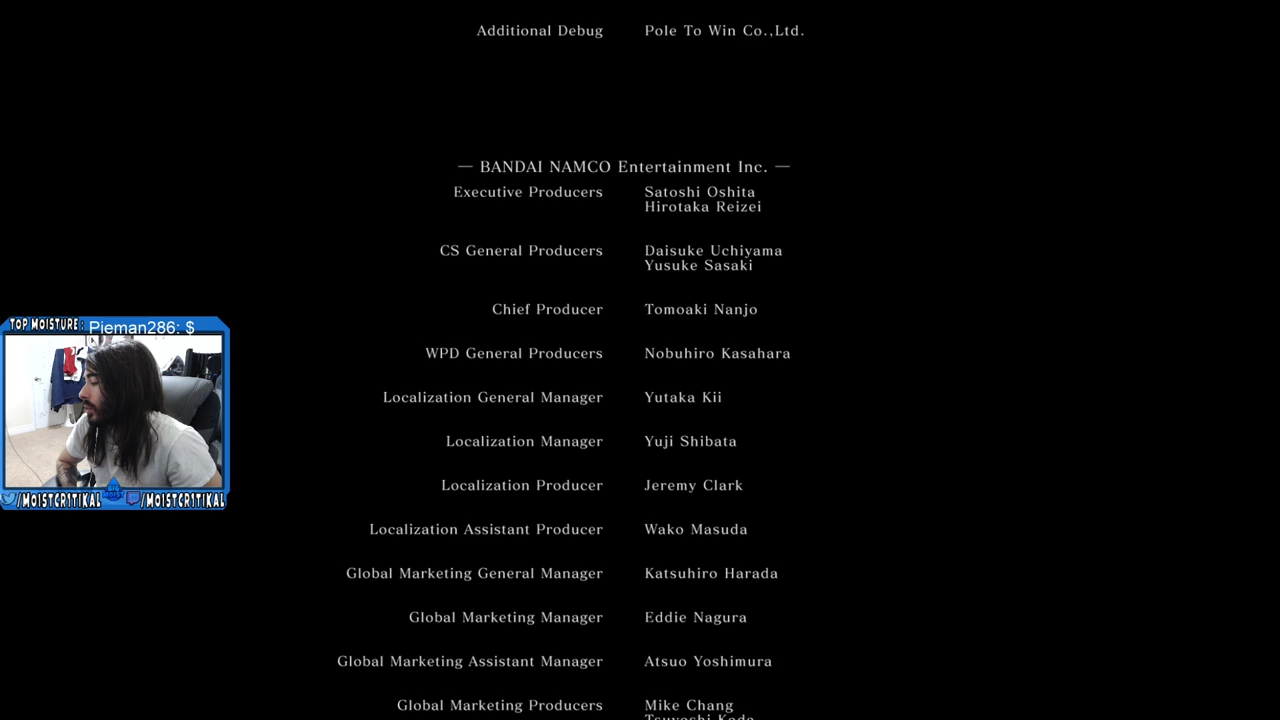 Additional Debug Pole To Win Co.,Ltd.
— BANDAI NAMCO Entertainment Inc. —
Executive Producers Satoshi Oshita
Hirotaka Reizei
CS General Producers Daisuke Uchiyama
Yusuke Sasaki
Chief Producer Tomoaki Nanjo
WPD General Producers Nobuhiro Kasahara
Localization General Manager Yutaka Kii
Localization Manager Yuji Shibata
Localization Producer Jeremy Clark
Localization Assistant Producer Wako Masuda
Global Marketing General Manager Katsuhiro Harada
Global Marketing Manager Eddie Nagura
Global Marketing Assistant Manager Atsuo Yoshimura
Global Marketing Producers Mike Chang
TOP MOISTURE: Pieman286: $
/MOISTCR1TIKAL BIG MOIST /MOISTCR1TIKAL